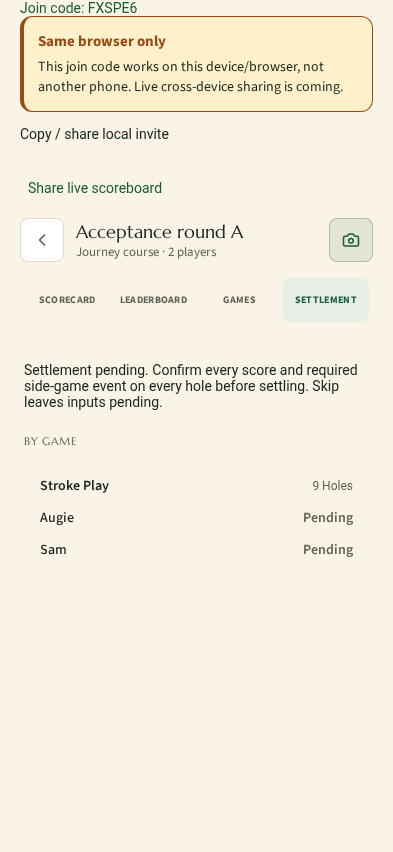 Join code: FXSPE6
Same browser only
This join code works on this device/browser, not
another phone. Live cross-device sharing is coming.
Copy / share local invite
Share live scoreboard
Acceptance round A
Journey course · 2 players
SCORECARD LEADERBOARD GAMES SETTLEMENT
Settlement pending. Confirm every score and required
side-game event on every hole before settling. Skip
leaves inputs pending.
BY GAME
Stroke Play 9 Holes
Augie Pending
Sam Pending